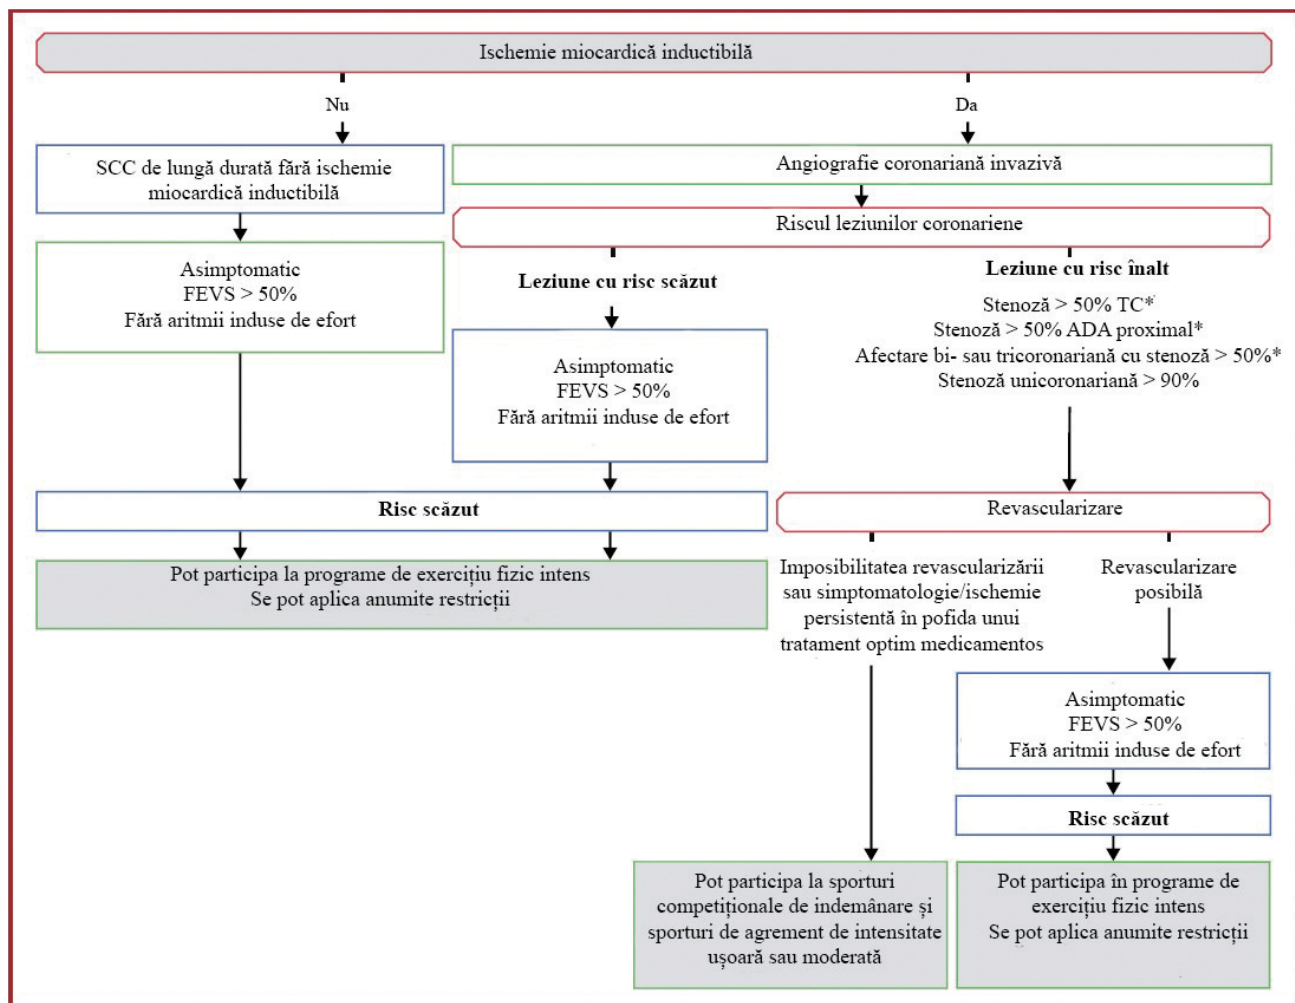 Ischemie miocardică inductibilă
Nu
Da
SCC de lungă durată fără ischemie
miocardică inductibilă
Angiografie coronariană invazivă
Riscul leziunilor coronariene
Asimptomatic
FEVS > 50%
Fără aritmii induse de efort
Leziune cu risc scăzut
Leziune cu risc înalt
Stenoză > 50% TC*
Stenoză > 50% ADA proximal*
Afectare bi- sau tricoronariană cu stenoză > 50%*
Stenoză unicoronariană > 90%
Asimptomatic
FEVS > 50%
Fără aritmii induse de efort
Risc scăzut
Revascularizare
Pot participa la programe de exercițiu fizic intens
Se pot aplica anumite restricții
Imposibilitatea revascularizării
sau simptomatologie/ischemie
persistentă în pofida unui
tratament optim medicamentos
Revascularizare
posibilă
Asimptomatic
FEVS > 50%
Fără aritmii induse de efort
Risc scăzut
Pot participa la sporturi
competiționale de indemânare și
sporturi de agrement de intensitate
ușoară sau moderată
Pot participa în programe de
exercițiu fizic intens
Se pot aplica anumite restricții